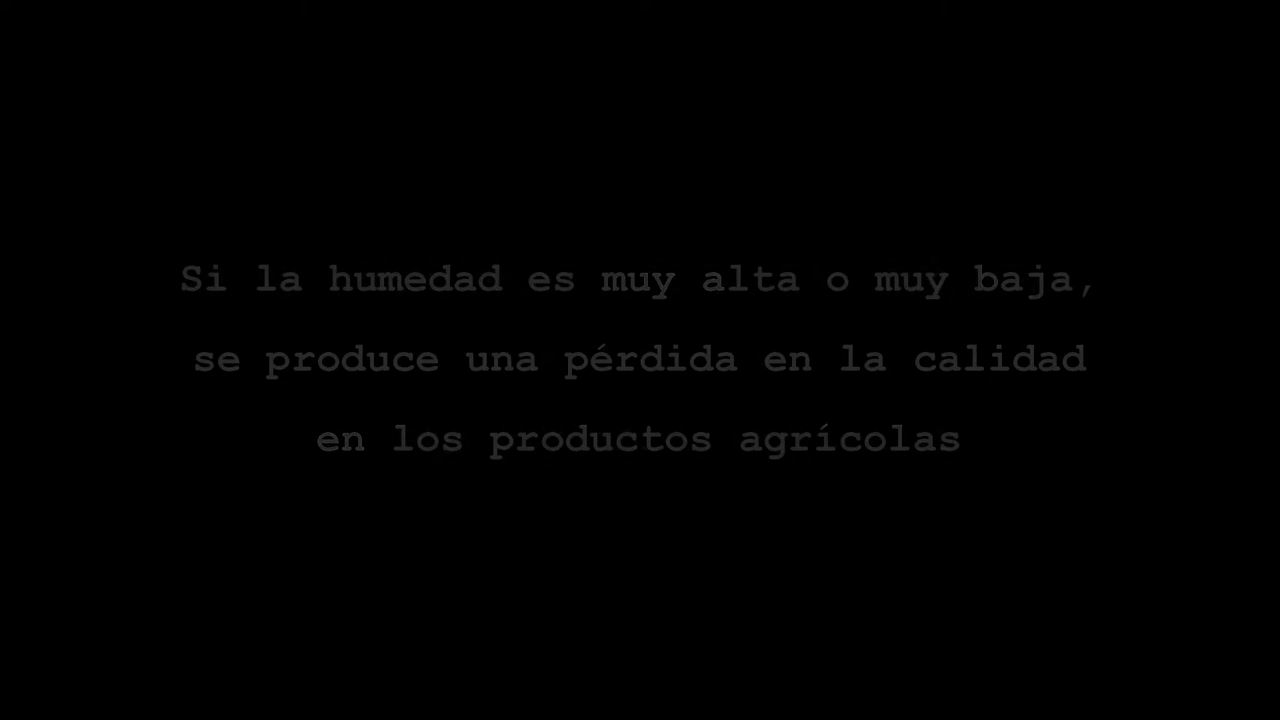 Si la humedad es muy alta o muy baja,
se produce una pérdida en la calidad
en los productos agrícolas